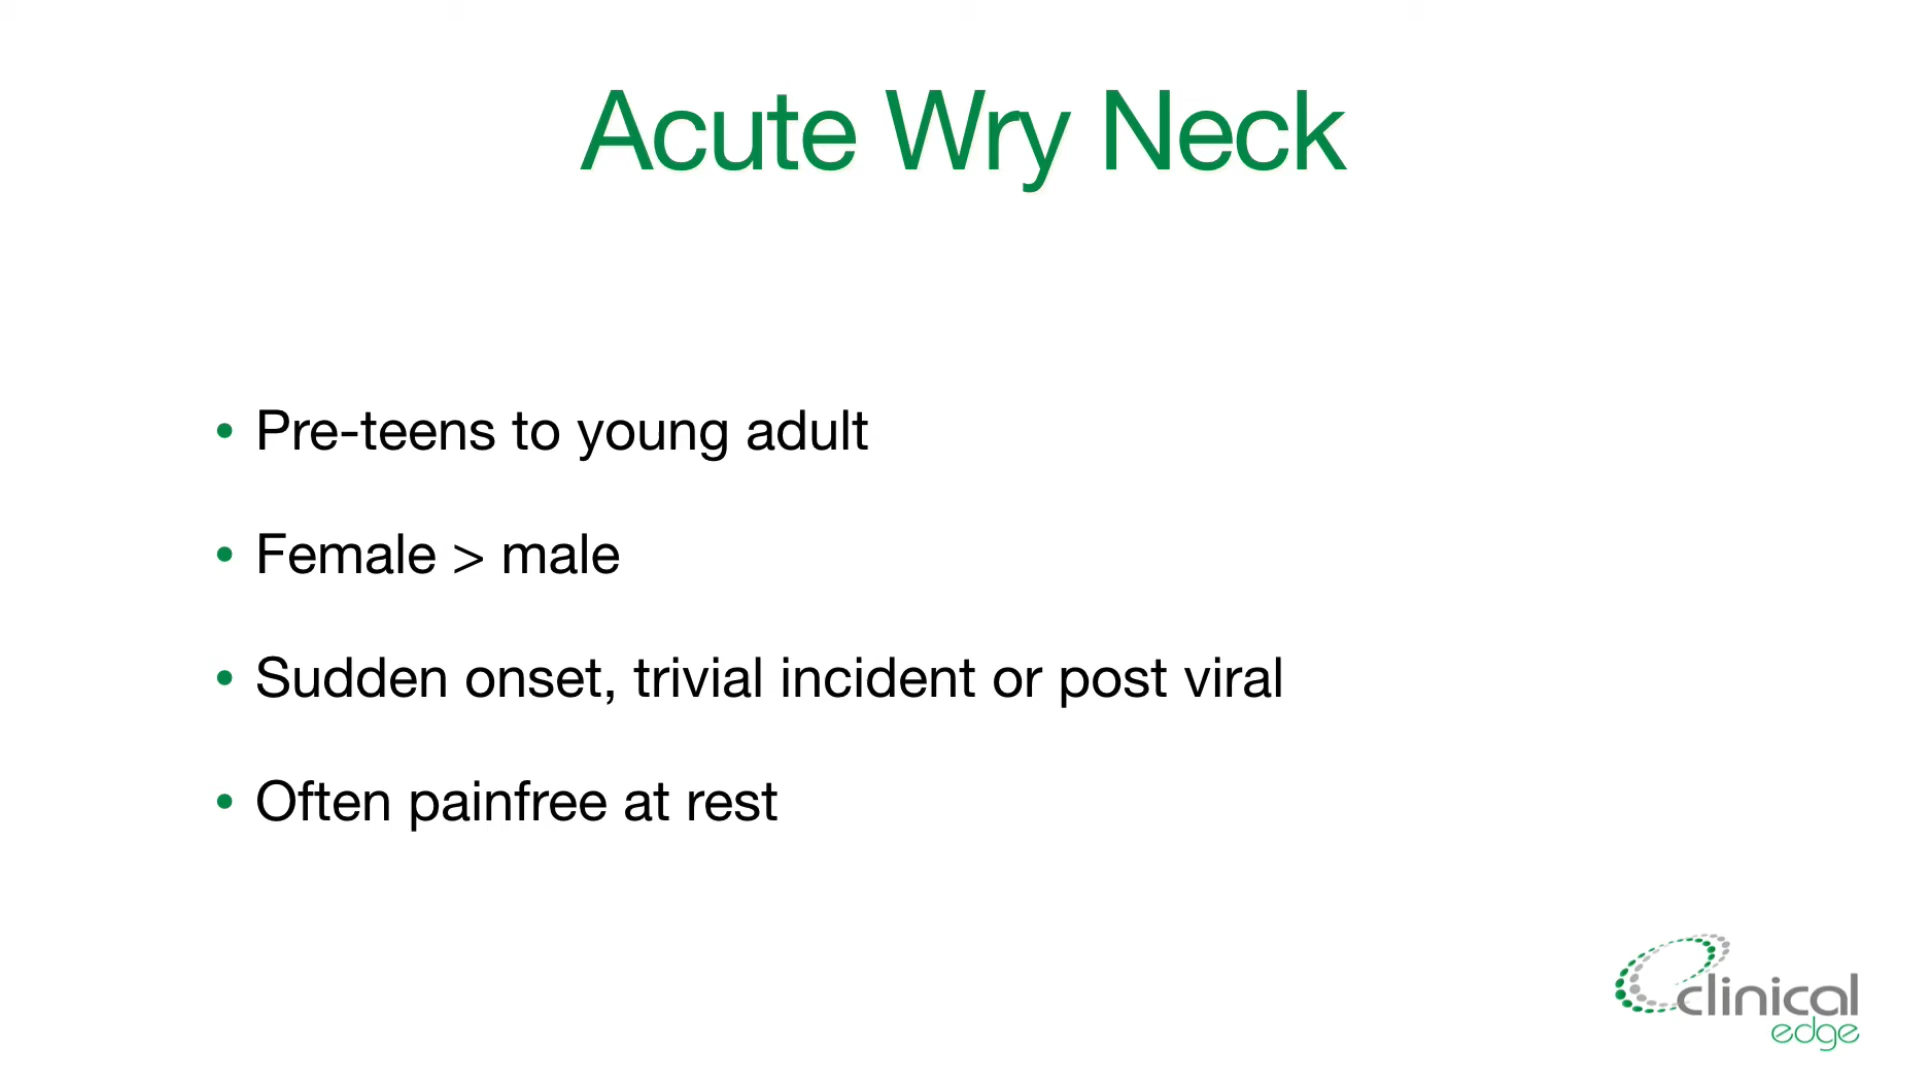 Acute Wry Neck
• Pre-teens to young adult
• Female > male
• Sudden onset, trivial incident or post viral
• Often painfree at rest
clinical
edge